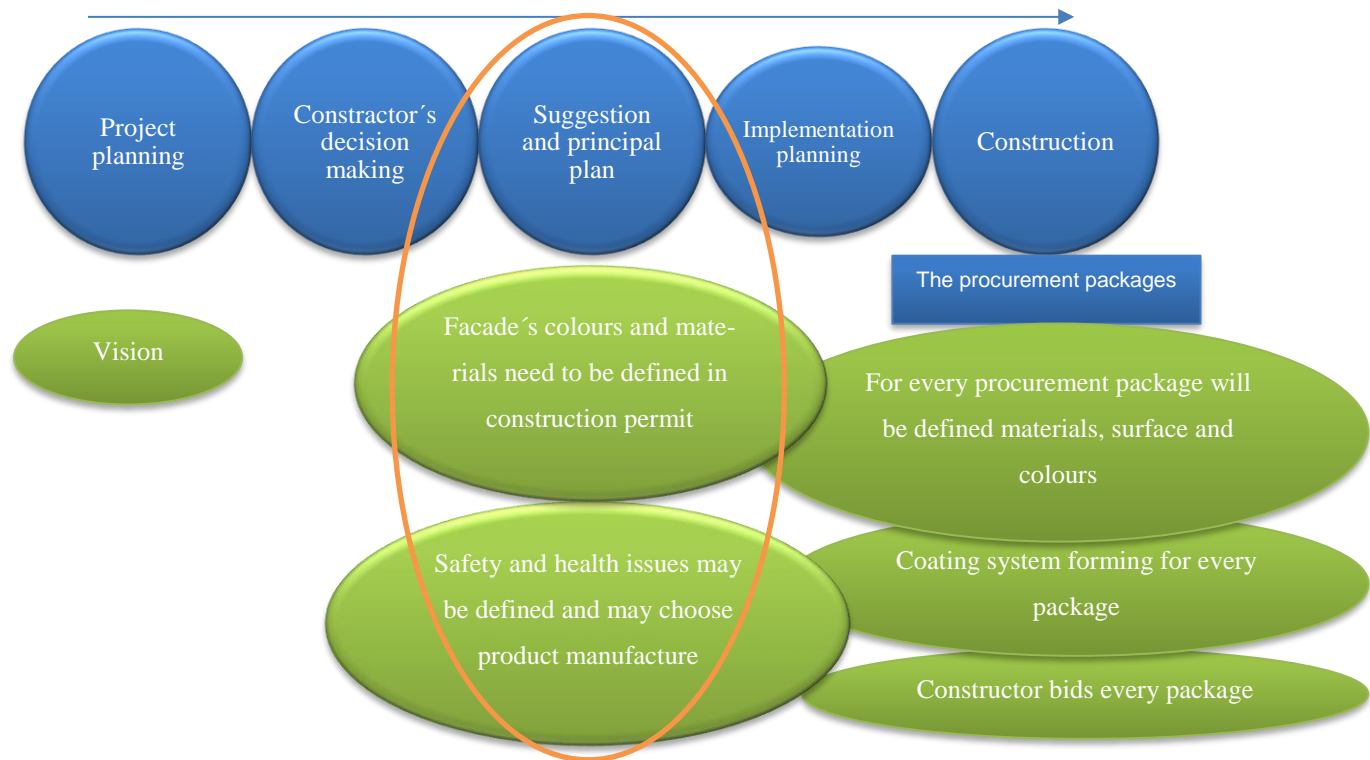 Project
planning
Constractor´s
decision
making
Suggestion
and principal
plan
Implementation
planning
Construction
The procurement packages
Vision
Facade´s colours and mate-
rials need to be defined in
construction permit
For every procurement package will
be defined materials, surface and
colours
Safety and health issues may
be defined and may choose
product manufacture
Coating system forming for every
package
Constructor bids every package